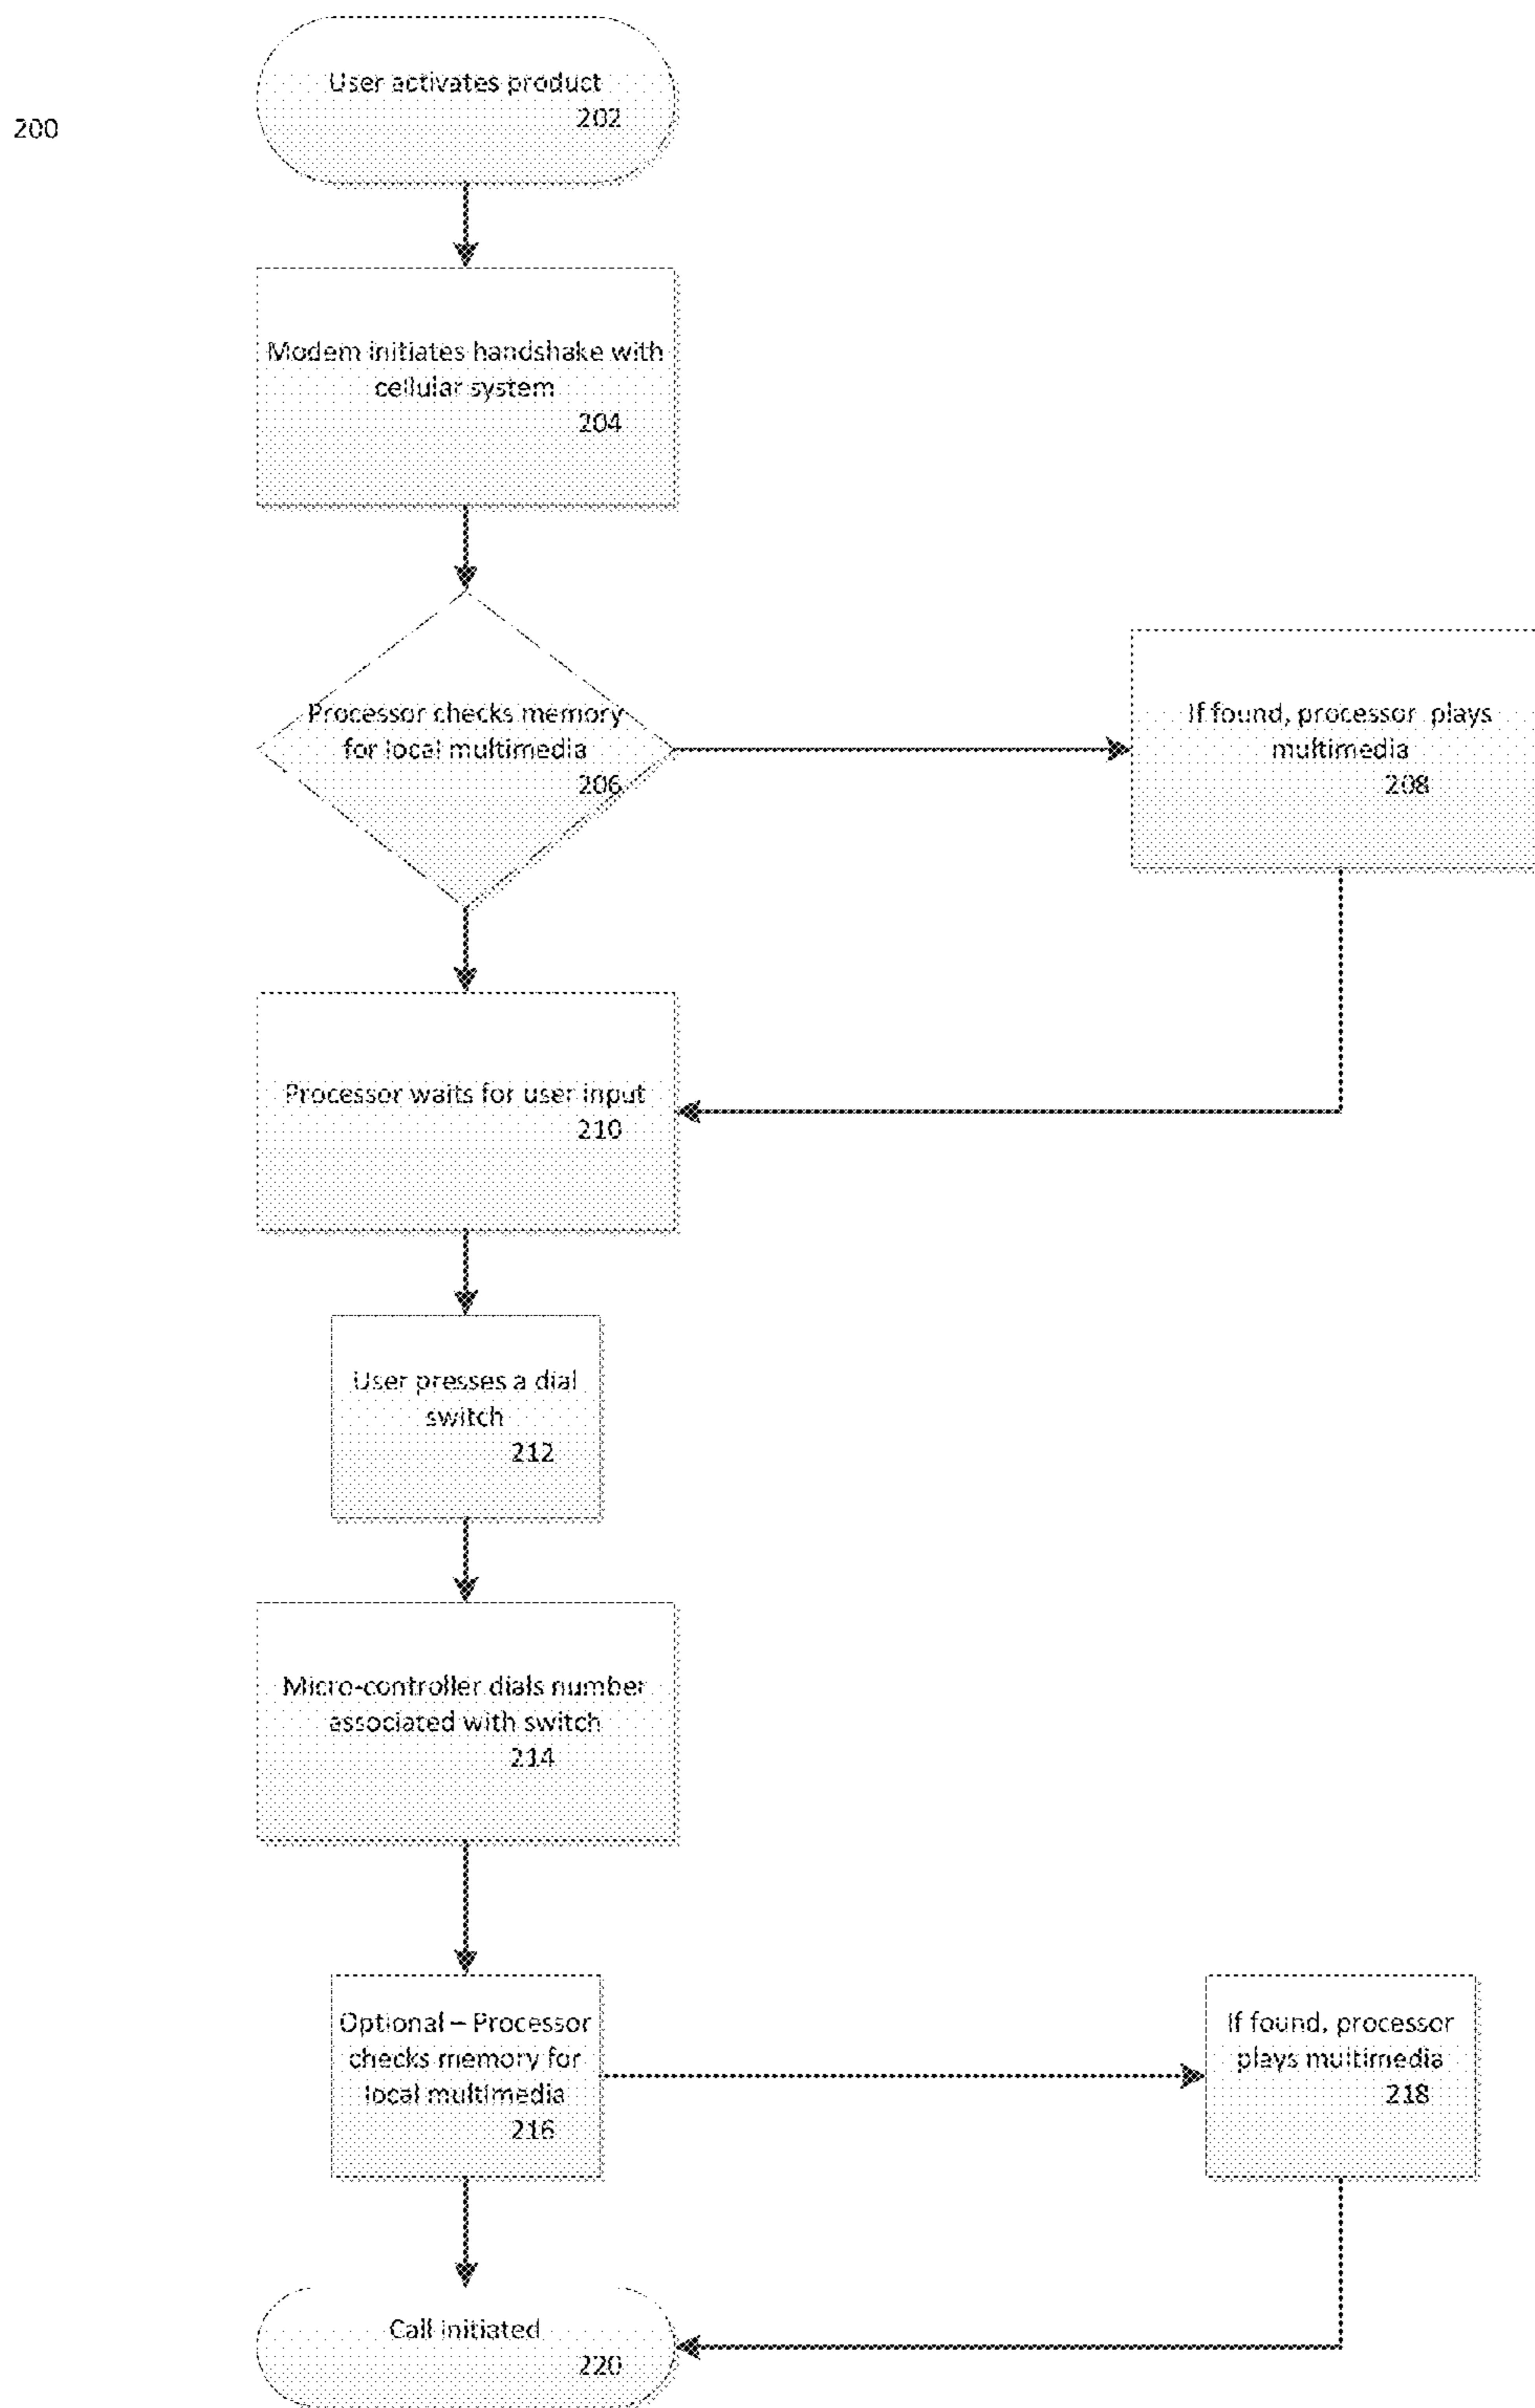 User activates product
202
200
Modem initiates handshake with
cellular system
204
Processor checks memory
for local multimedia
206
If found, processor plays
multimedia
208
Processor waits for user input
210
User presses a dial
switch
212
Micro-controller dials number
associated with switch
214
Optional – Processor
checks memory for
local multimedia
216
If found, processor
plays multimedia
218
Call initiated
220